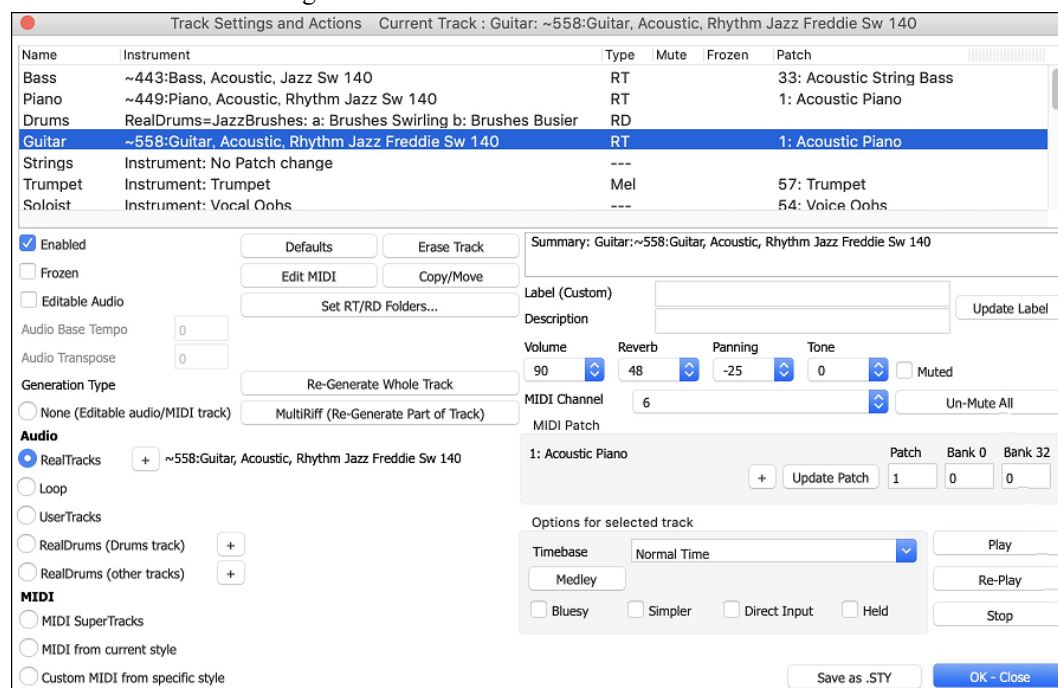 Track Settings and Actions Current Track : Guitar: ~558:Guitar, Acoustic, Rhythm Jazz Freddie Sw 140
Name Instrument Type Mute Frozen Patch
Bass ~443:Bass, Acoustic, Jazz Sw 140 RT 33: Acoustic String Bass
Piano ~449:Piano, Acoustic, Rhythm Jazz Sw 140 RT 1: Acoustic Piano
Drums RealDrums=JazzBrushes: a: Brushes Swirling b: Brushes Busier RD
Guitar ~558:Guitar, Acoustic, Rhythm Jazz Freddie Sw 140 RT 1: Acoustic Piano
Strings Instrument: No Patch change ---
Trumpet Instrument: Trumpet Mel 57: Trumpet
Soloist Instrument: Vocal Oohs --- 54: Voice Oohs
Enabled Defaults Erase Track Summary: Guitar:~558:Guitar, Acoustic, Rhythm Jazz Freddie Sw 140
Frozen Edit MIDI Copy/Move
Label (Custom)
Editable Audio Set RT/RD Folders... Update Label
Description
Audio Base Tempo 0
Volume Reverb Panning Tone
Audio Transpose 0 90 48 -25 0 Muted
Generation Type Re-Generate Whole Track
MIDI Channel 6 Un-Mute All
None (Editable audio/MIDI track) MultiRiff (Re-Generate Part of Track)
MIDI Patch
Audio
RealTracks + ~558:Guitar, Acoustic, Rhythm Jazz Freddie Sw 140 1: Acoustic Piano Patch Bank 0 Bank 32
+ Update Patch 1 0 0
Loop
UserTracks
Options for selected track
RealDrums (Drums track) + Timebase Normal Time Play
RealDrums (other tracks) + Medley Re-Play
MIDI
Bluesy Simpler Direct Input Held Stop
MIDI SuperTracks
MIDI from current style
Custom MIDI from specific style Save as .STY OK - Close